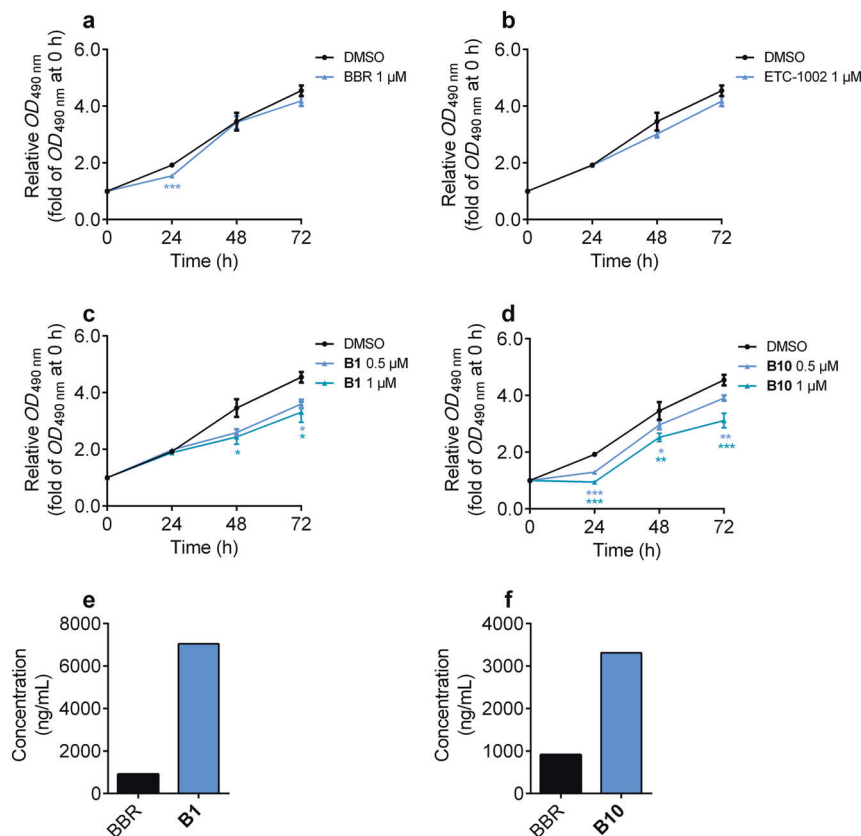 a
6.0
4.0
2.0
0.0
0
24
48
72
Time (h)
Relative OD490 nm
(fold of OD490 nm at 0 h)
DMSO
BBR 1 μM
***
b
6.0
4.0
2.0
0.0
0
24
48
72
Time (h)
Relative OD490 nm
(fold of OD490 nm at 0 h)
DMSO
ETC-1002 1 μM
c
6.0
4.0
2.0
0.0
0
24
48
72
Time (h)
Relative OD490 nm
(fold of OD490 nm at 0 h)
DMSO
B1 0.5 μM
B1 1 μM
*
*
*
d
6.0
4.0
2.0
0.0
0
24
48
72
Time (h)
Relative OD490 nm
(fold of OD490 nm at 0 h)
DMSO
B10 0.5 μM
B10 1 μM
***
***
*
**
**
***
e
8000
6000
4000
2000
0
Concentration
(ng/mL)
BBR
B1
f
4000
3000
2000
1000
0
Concentration
(ng/mL)
BBR
B10